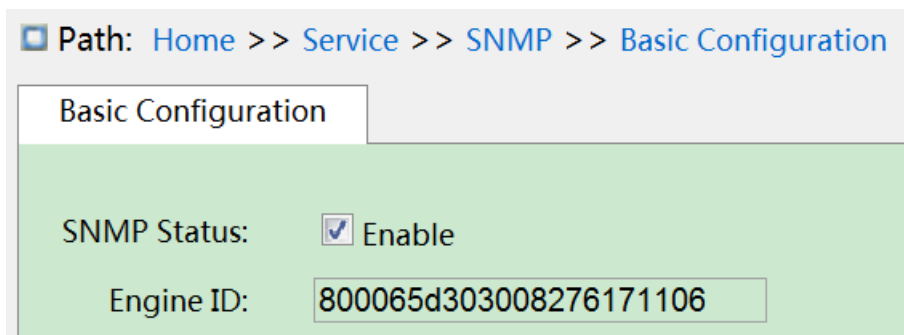 Path: Home >> Service >> SNMP >> Basic Configuration
Basic Configuration
SNMP Status: Enable
Engine ID: 800065d303008276171106